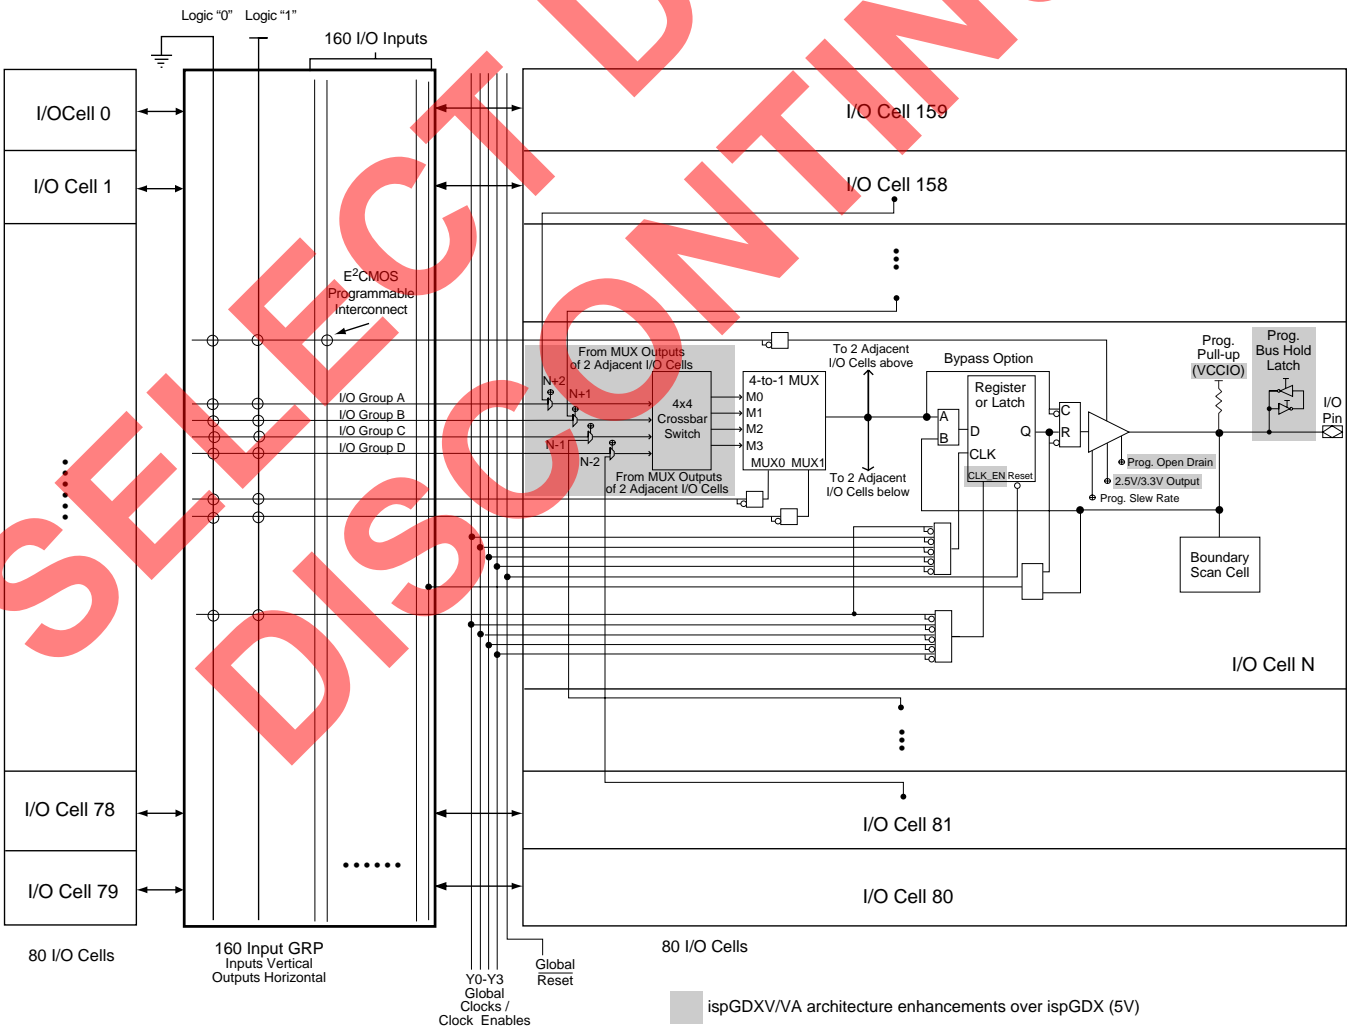 Logic “0” Logic “1”
160 I/O Inputs
I/OCell 0
I/O Cell 159
I/O Cell 1
I/O Cell 158
SELECT D
DISCONTIN
E2CMOS
Programmable
Interconnect
From MUX Outputs
of 2 Adjacent I/O Cells
N+2
N+1
N-1
N-2
I/O Group A
I/O Group B
I/O Group C
I/O Group D
4x4
Crossbar
Switch
From MUX Outputs
of 2 Adjacent I/O Cells
4-to-1 MUX
M0
M1
M2
M3
MUX0 MUX1
To 2 Adjacent
I/O Cells above
To 2 Adjacent
I/O Cells below
Bypass Option
Register
or Latch
A
B
D
Q
CLK
CLK_EN Reset
C
R
Prog.
Pull-up
(VCCIO)
Prog.
Bus Hold
Latch
I/O
Pin
Prog. Open Drain
2.5V/3.3V Output
Prog. Slew Rate
Boundary
Scan Cell
I/O Cell N
I/O Cell 78
I/O Cell 81
I/O Cell 79
I/O Cell 80
80 I/O Cells
160 Input GRP
Inputs Vertical
Outputs Horizontal
80 I/O Cells
Y0-Y3
Global
Clocks /
Clock Enables
Global
Reset
ispGDXV/VA architecture enhancements over ispGDX (5V)